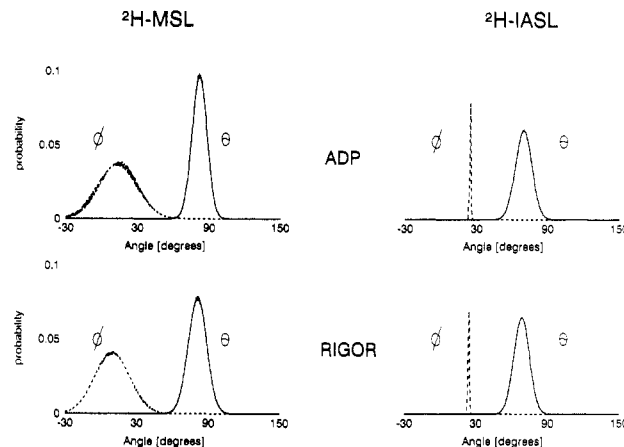 ²H-MSL
²H-IASL
0.1
probability
0.05
0
ϕ
θ
-30
30
90
150
Angle [degrees]
ADP
ϕ
θ
-30
30
90
150
Angle [degrees]
0.1
probability
0.05
0
ϕ
θ
-30
30
90
150
Angle [degrees]
RIGOR
ϕ
θ
-30
30
90
150
Angle [degrees]